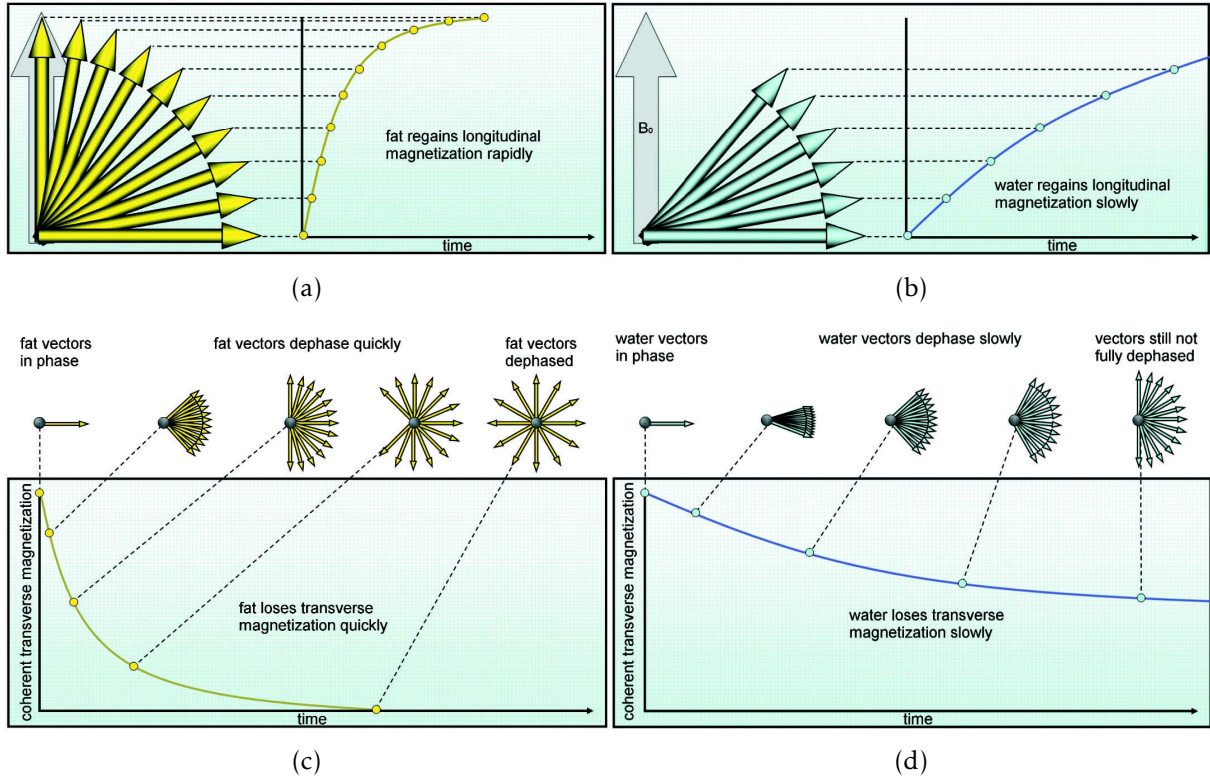 fat regains longitudinal
magnetization rapidly
time
(a)
B₀
water regains longitudinal
magnetization slowly
time
(b)
fat vectors
in phase
fat vectors dephase quickly
fat vectors
dephased
coherent transverse magnetization
fat loses transverse
magnetization quickly
time
(c)
water vectors
in phase
water vectors dephase slowly
vectors still not
fully dephased
coherent transverse magnetization
water loses transverse
magnetization slowly
time
(d)